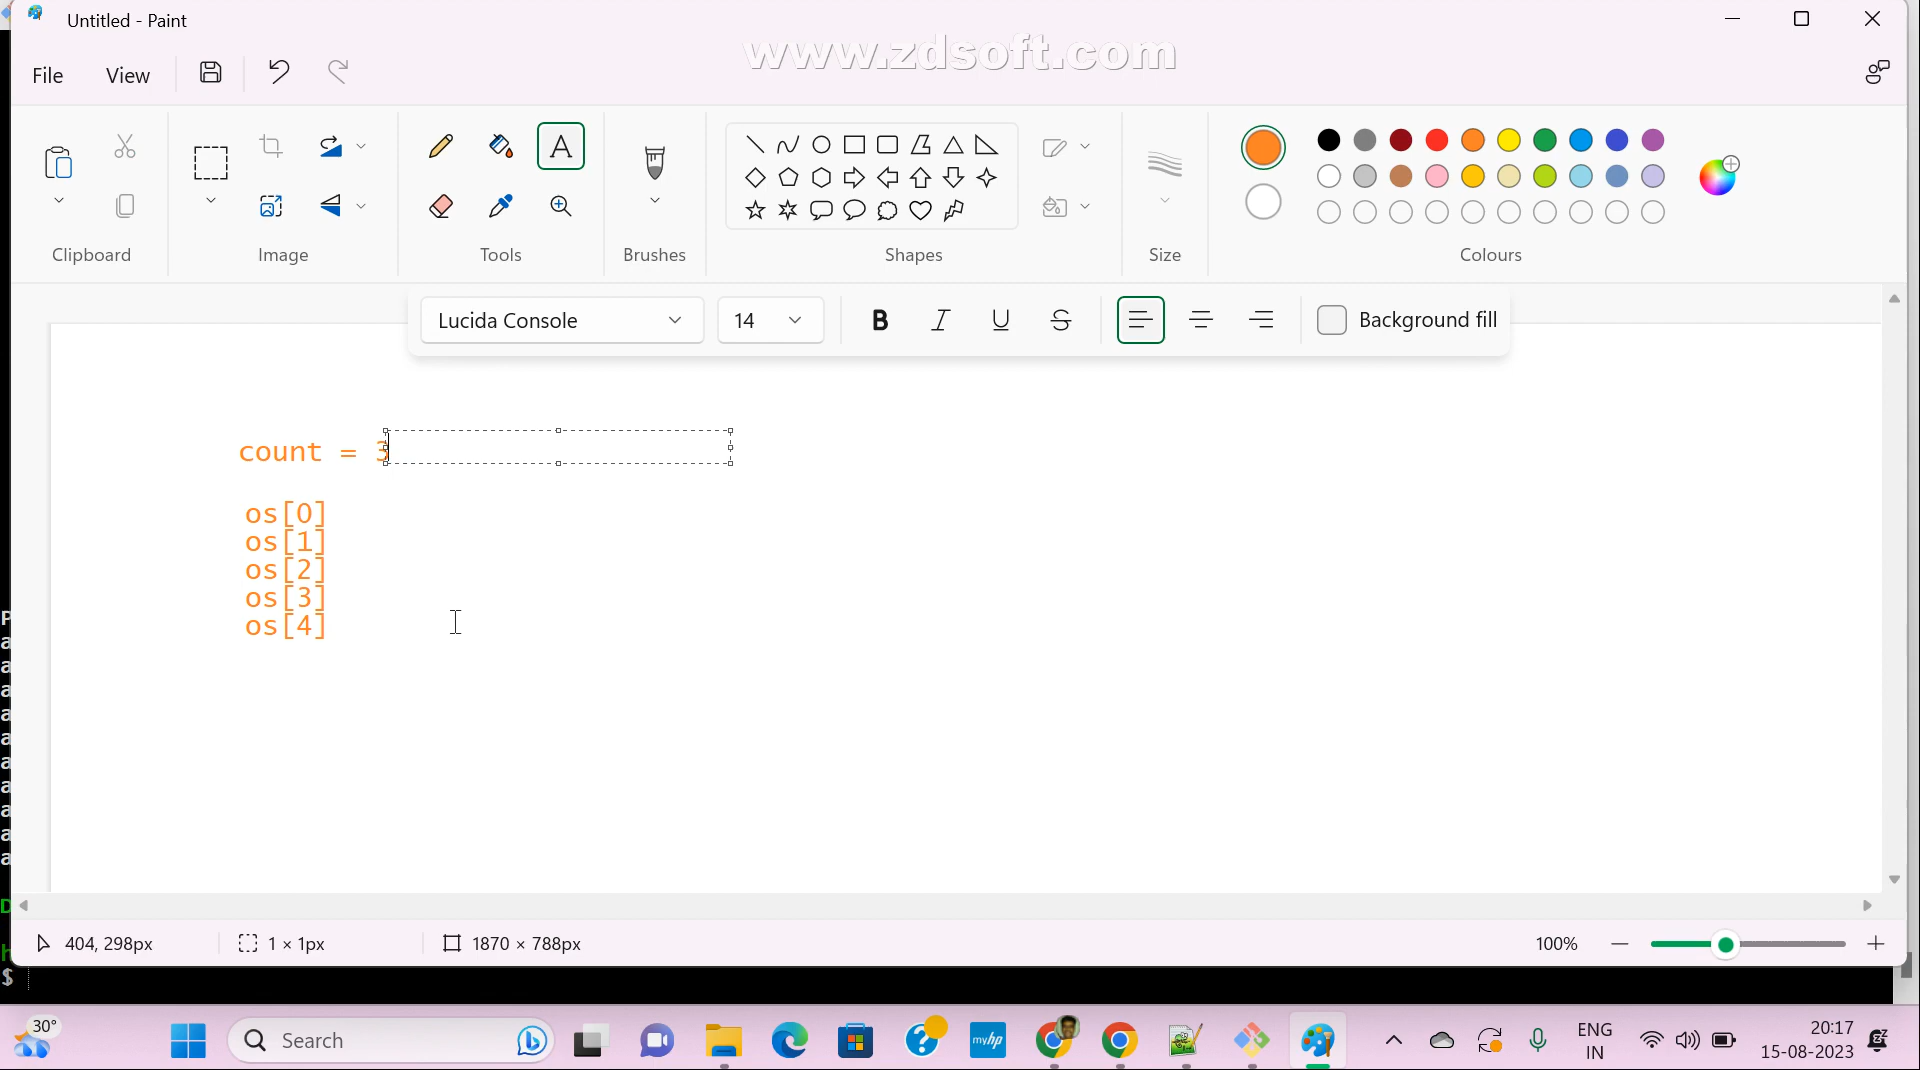 Untitled - Paint
www.zdsoft.com
File View
Clipboard Image Tools Brushes Shapes Size Colours
Lucida Console 14 B I U S Background fill
count = 3
os[0]
os[1]
os[2]
os[3]
os[4]
404, 298px 1 × 1px 1870 × 788px 100%
$
30° Search myhp ENG 20:17
IN 15-08-2023